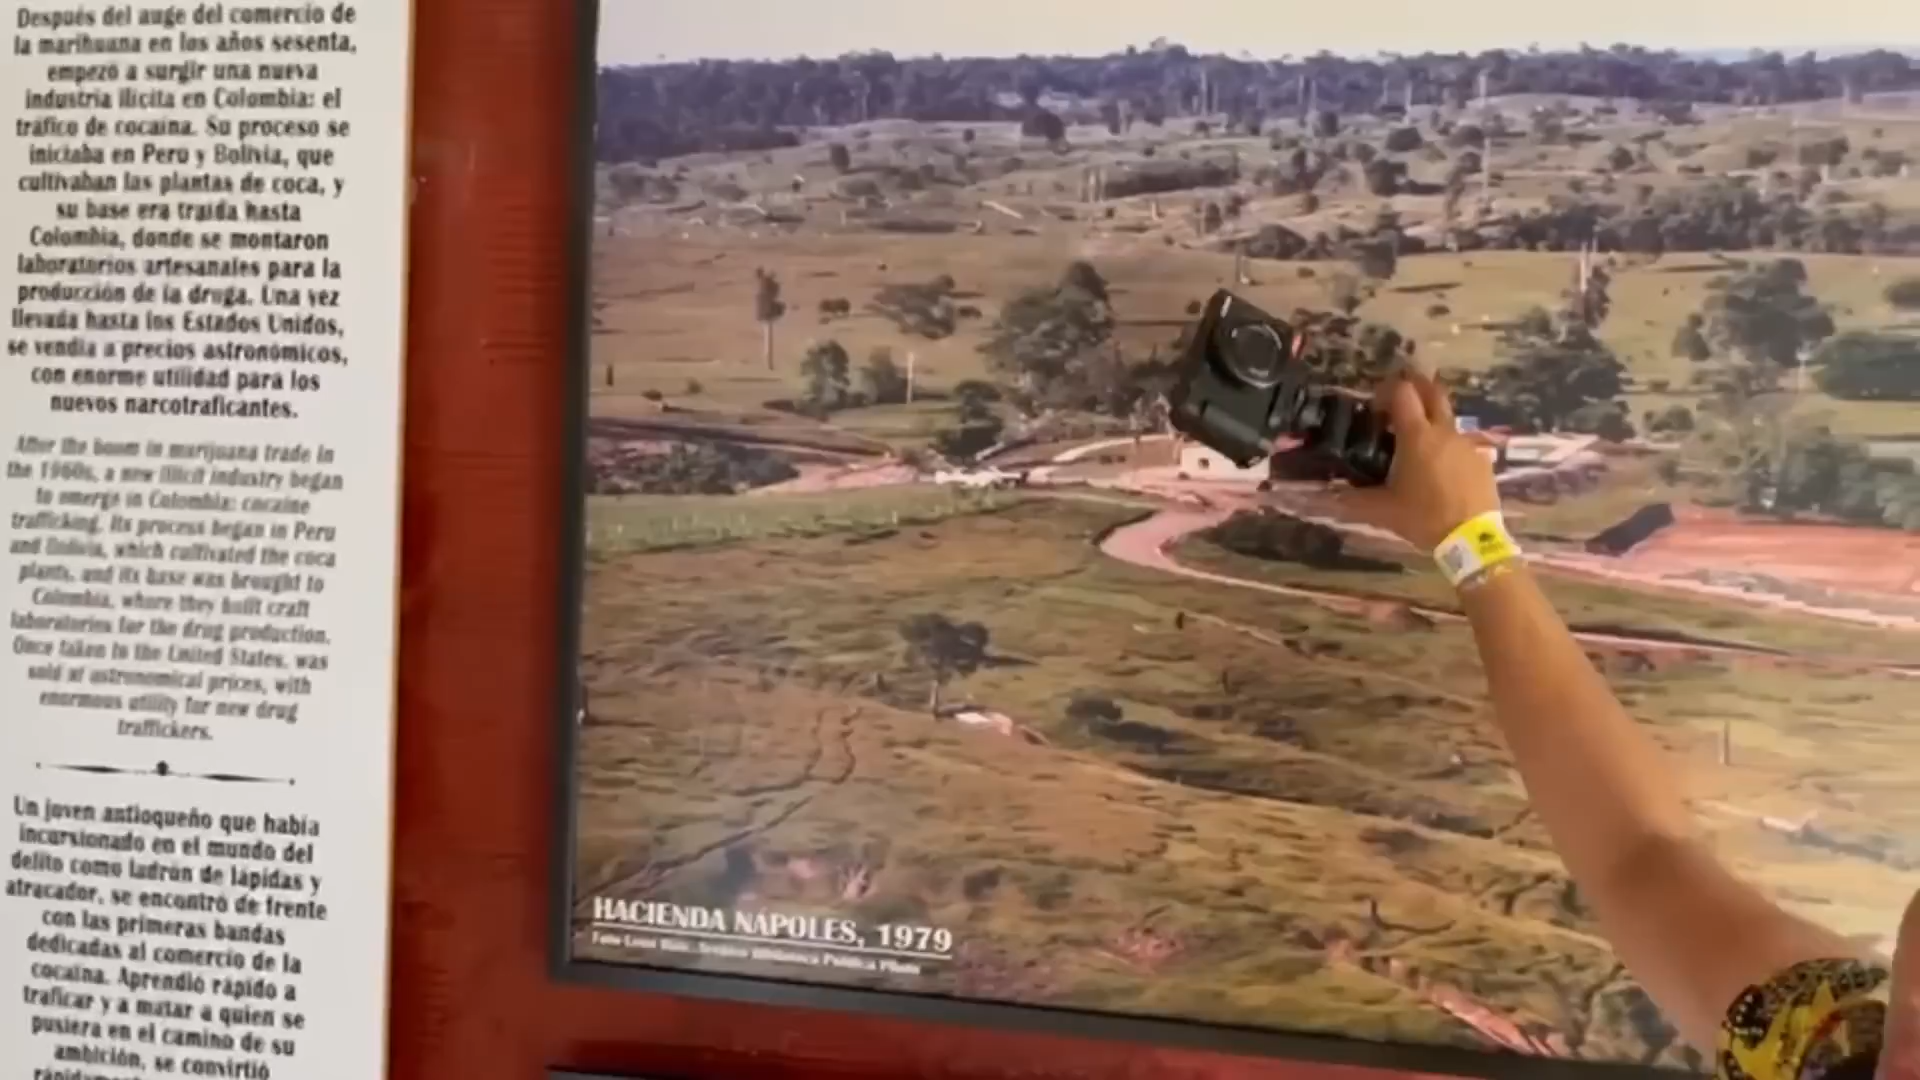 Después del auge del comercio de
la marihuana en los años sesenta,
empezó a surgir una nueva
industria ilícita en Colombia: el
tráfico de cocaína. Su proceso se
iniciaba en Perú y Bolivia, que
cultivaban las plantas de coca, y
su base era traída hasta
Colombia, donde se montaron
laboratorios artesanales para la
producción de la droga. Una vez
llevada hasta los Estados Unidos,
se vendía a precios astronómicos,
con enorme utilidad para los
nuevos narcotraficantes.
After the boom in marijuana trade in
the 1960s, a new illicit industry began
to emerge in Colombia: cocaine
trafficking. Its process began in Peru
and Bolivia, which cultivated the coca
plants, and its base was brought to
Colombia, where they built craft
laboratories for the drug production.
Once taken to the United States, was
sold at astronomical prices, with
enormous utility for new drug
traffickers.
Un joven antioqueño que había
incursionado en el mundo del
delito como ladrón de lápidas y
atracador, se encontró de frente
con las primeras bandas
dedicadas al comercio de la
cocaína. Aprendió rápido a
traficar y a matar a quien se
pusiera en el camino de su
ambición, se convirtió
HACIENDA NÁPOLES, 1979
Biblioteca Pública Piloto